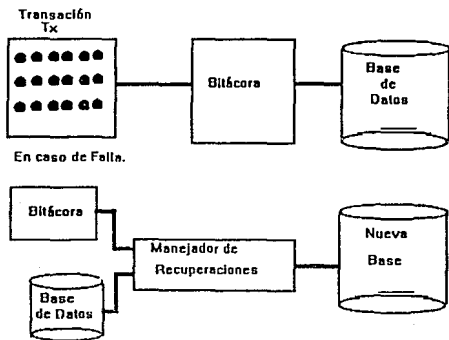 Transación
Tx
Bitácora
Base
de
Datos
En caso de Falla.
Bitácora
Manejador de
Recuperaciones
Nueva
Base
Base
de Datos